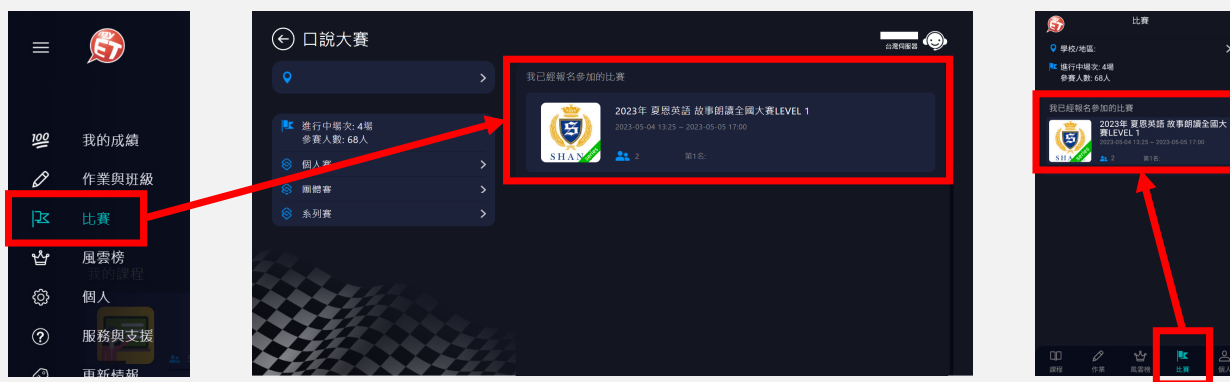 MY
ET
100 我的成績
作業與班級
比賽
風雲榜
我的課程
個人
服務與支援
更新情報
口說大賽
台灣伺服器
進行中場次: 4場
參賽人數: 68人
個人賽
團體賽
系列賽
我已經報名參加的比賽
2023年 夏恩英語 故事朗讀全國大賽LEVEL 1
2023-05-04 13:25 ~ 2023-05-05 17:00
2 第1名:
S
SHAN
比賽
學校/地區:
進行中場次: 4場
參賽人數: 68人
我已經報名參加的比賽
2023年 夏恩英語 故事朗讀全國大
賽LEVEL 1
2023-05-04 13:25 ~ 2023-05-05 17:00
2 第1名:
S
SHA
課程 作業 風雲榜 比賽 個人